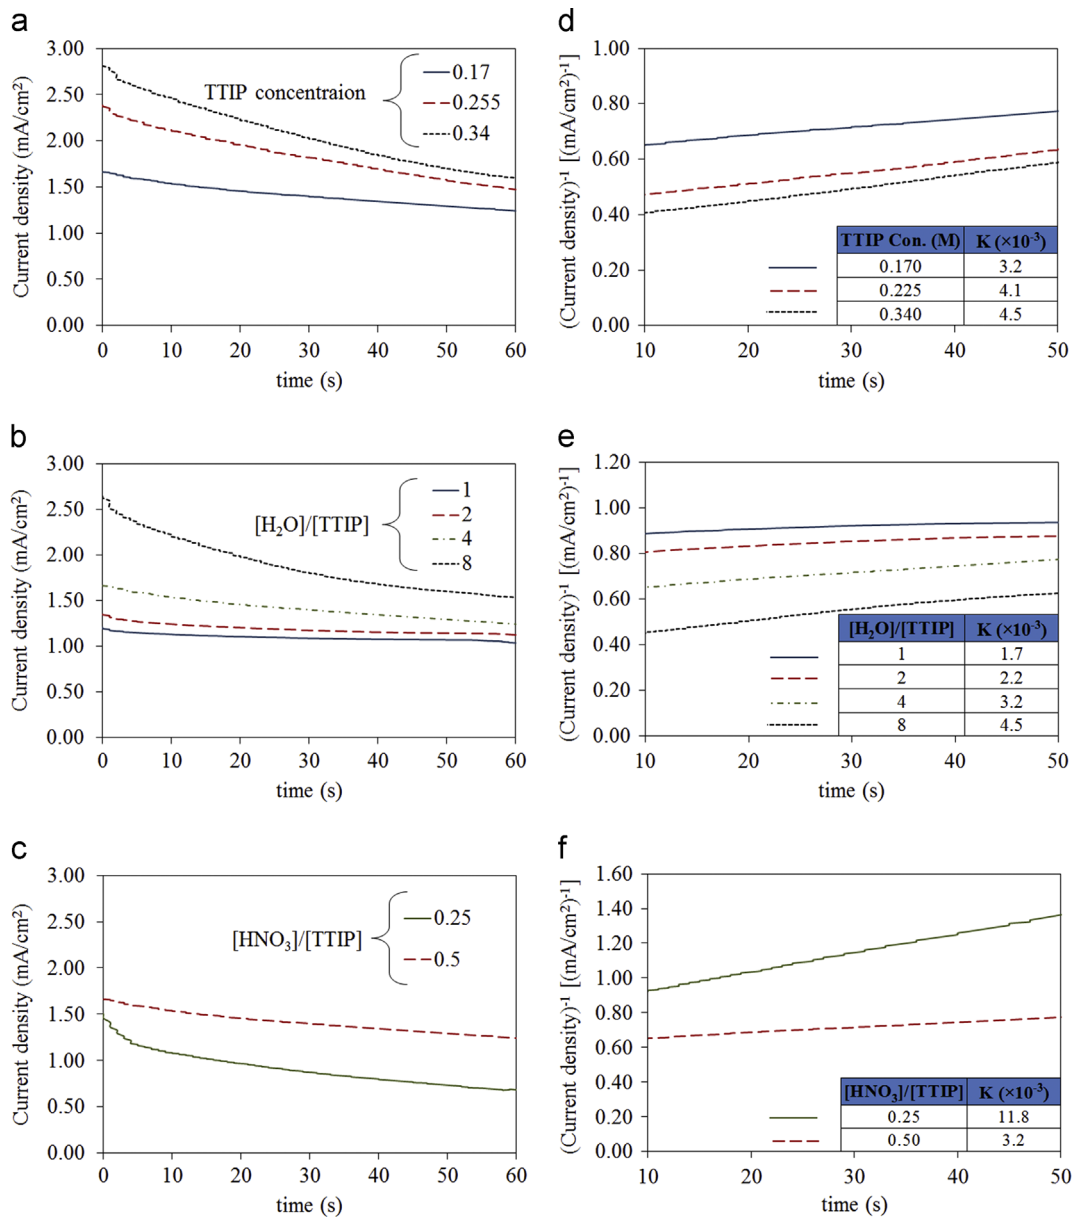 a
3.00
2.50
2.00
1.50
1.00
0.50
0.00
Current density (mA/cm²)
TTIP concentraion
0.17
0.255
0.34
0 10 20 30 40 50 60
time (s)
d
1.00
0.80
0.60
0.40
0.20
0.00
(Current density)⁻¹ [(mA/cm²)⁻¹]
TTIP Con. (M) K (×10⁻³)
0.170 3.2
0.225 4.1
0.340 4.5
10 20 30 40 50
time (s)
b
3.00
2.50
2.00
1.50
1.00
0.50
0.00
Current density (mA/cm²)
[H₂O]/[TTIP]
1
2
4
8
0 10 20 30 40 50 60
time (s)
e
1.20
1.00
0.80
0.60
0.40
0.20
0.00
(Current density)⁻¹ [(mA/cm²)⁻¹]
[H₂O]/[TTIP] K (×10⁻³)
1 1.7
2 2.2
4 3.2
8 4.5
10 20 30 40 50
time (s)
c
3.00
2.50
2.00
1.50
1.00
0.50
0.00
Current density (mA/cm²)
[HNO₃]/[TTIP]
0.25
0.5
0 10 20 30 40 50 60
time (s)
f
1.60
1.40
1.20
1.00
0.80
0.60
0.40
0.20
0.00
(Current density)⁻¹ [(mA/cm²)⁻¹]
[HNO₃]/[TTIP] K (×10⁻³)
0.25 11.8
0.50 3.2
10 20 30 40 50
time (s)